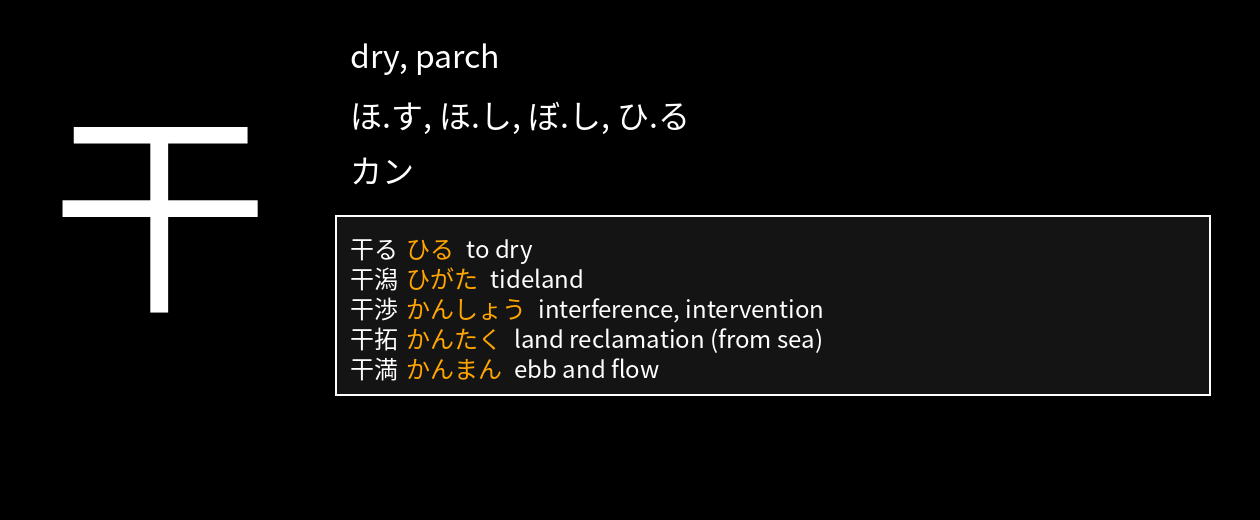 干
dry, parch
ほ.す, ほ.し, ぼ.し, ひ.る
カン
干る ひる to dry
干潟 ひがた tideland
干渉 かんしょう interference, intervention
干拓 かんたく land reclamation (from sea)
干満 かんまん ebb and flow